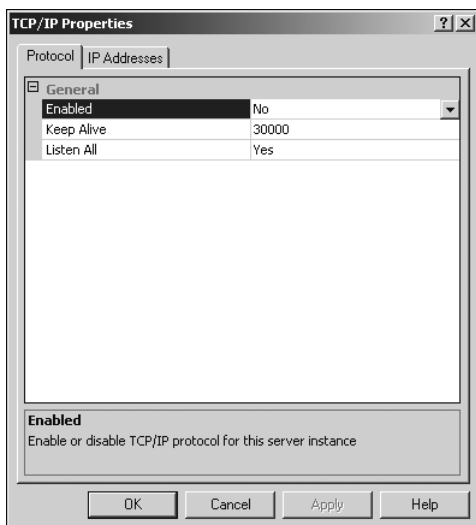 TCP/IP Properties
Protocol IP Addresses
General
Enabled No
Keep Alive 30000
Listen All Yes
Enabled
Enable or disable TCP/IP protocol for this server instance
OK Cancel Apply Help